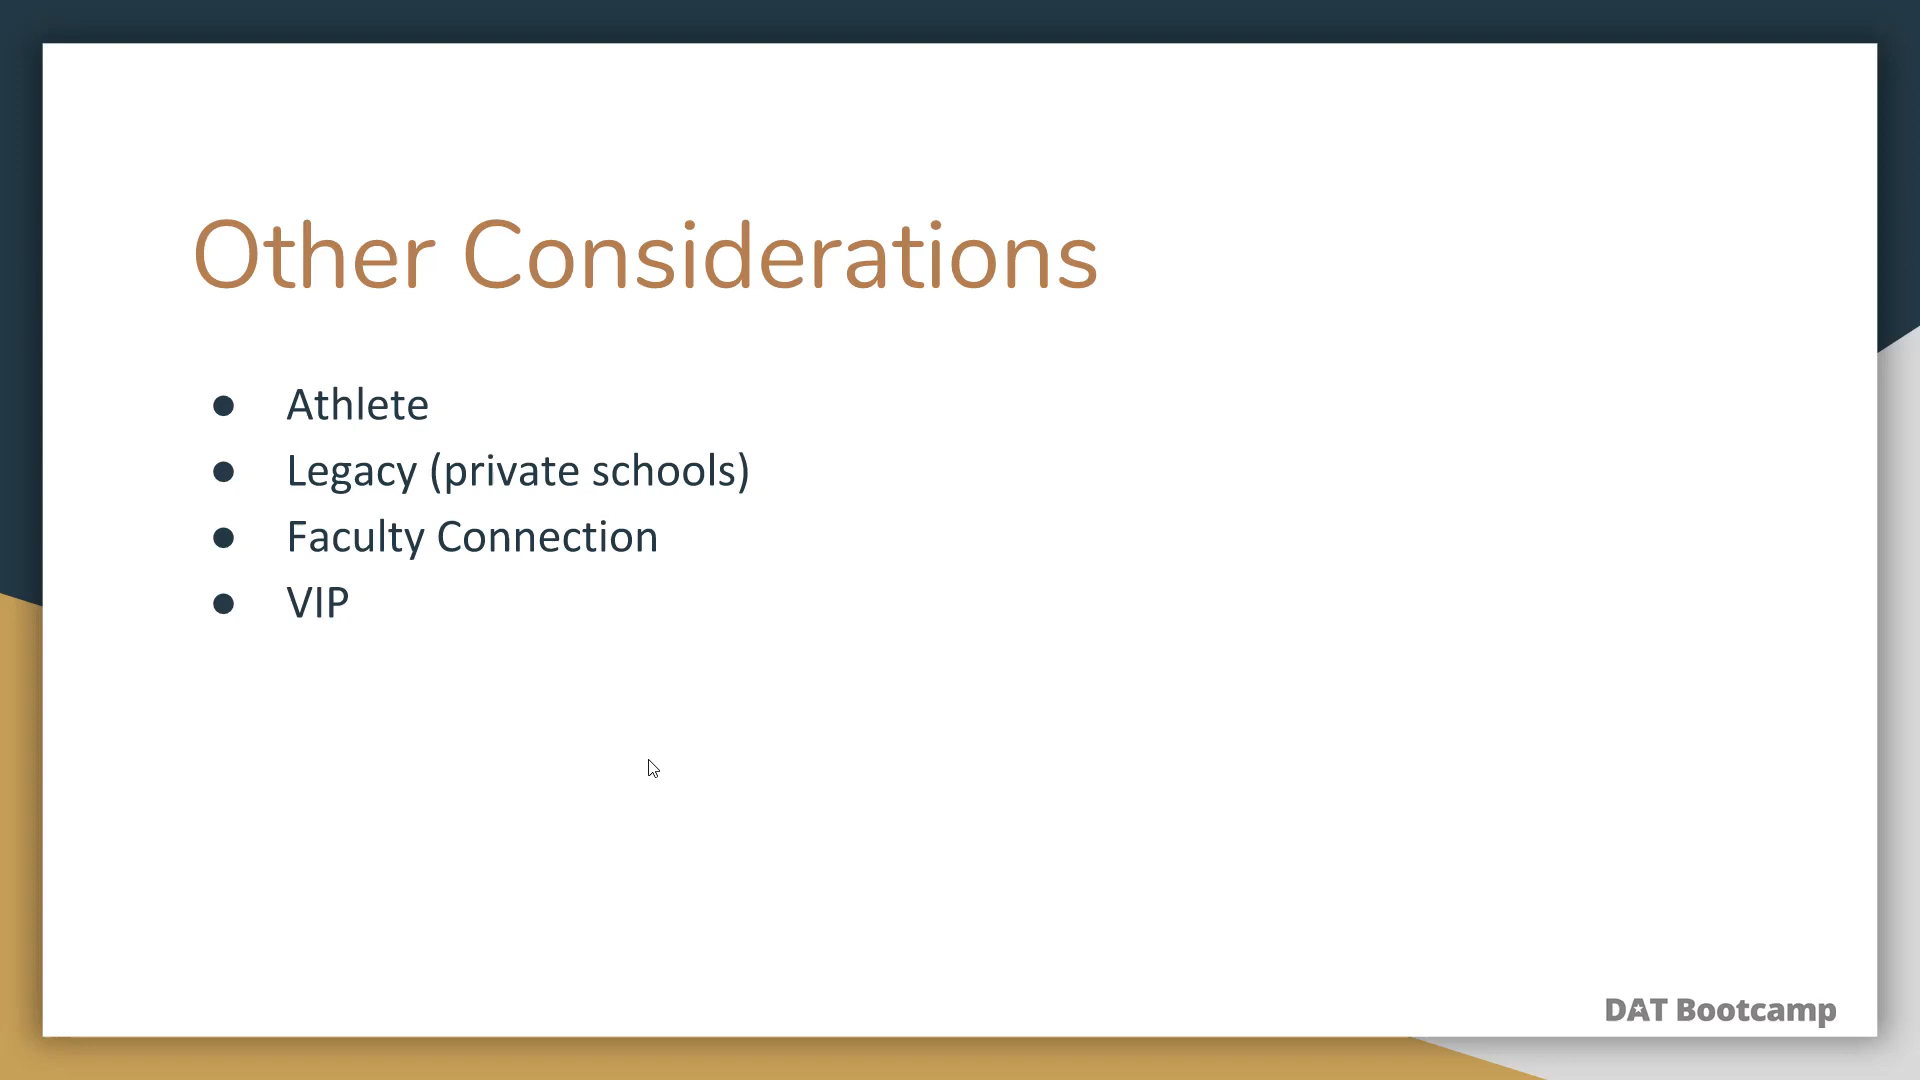 Other Considerations
● Athlete
● Legacy (private schools)
● Faculty Connection
● VIP
DAT Bootcamp